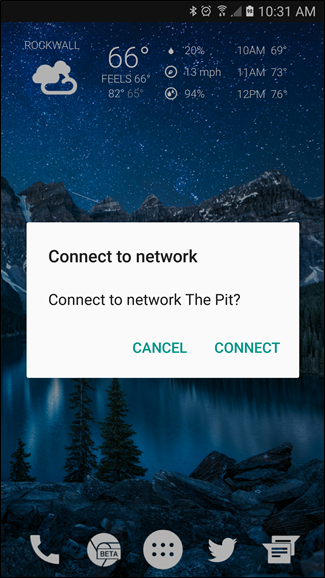 10:31 AM
ROCKWALL
66°
FEELS 66°
82° 65°
20%
13 mph
94%
10AM 69°
11AM 73°
12PM 76°
Connect to network
Connect to network The Pit?
CANCEL
CONNECT
BETA